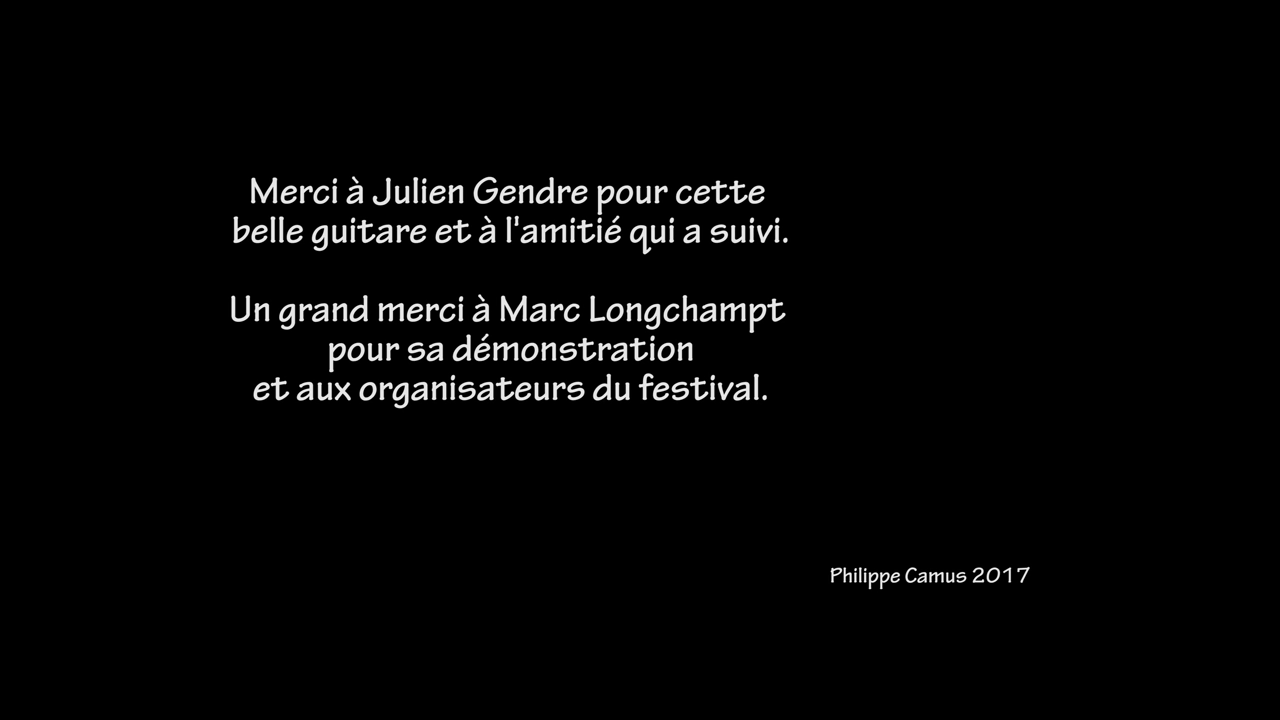 Merci à Julien Gendre pour cette
belle guitare et à l'amitié qui a suivi.
Un grand merci à Marc Longchampt
pour sa démonstration
et aux organisateurs du festival.
Philippe Camus 2017